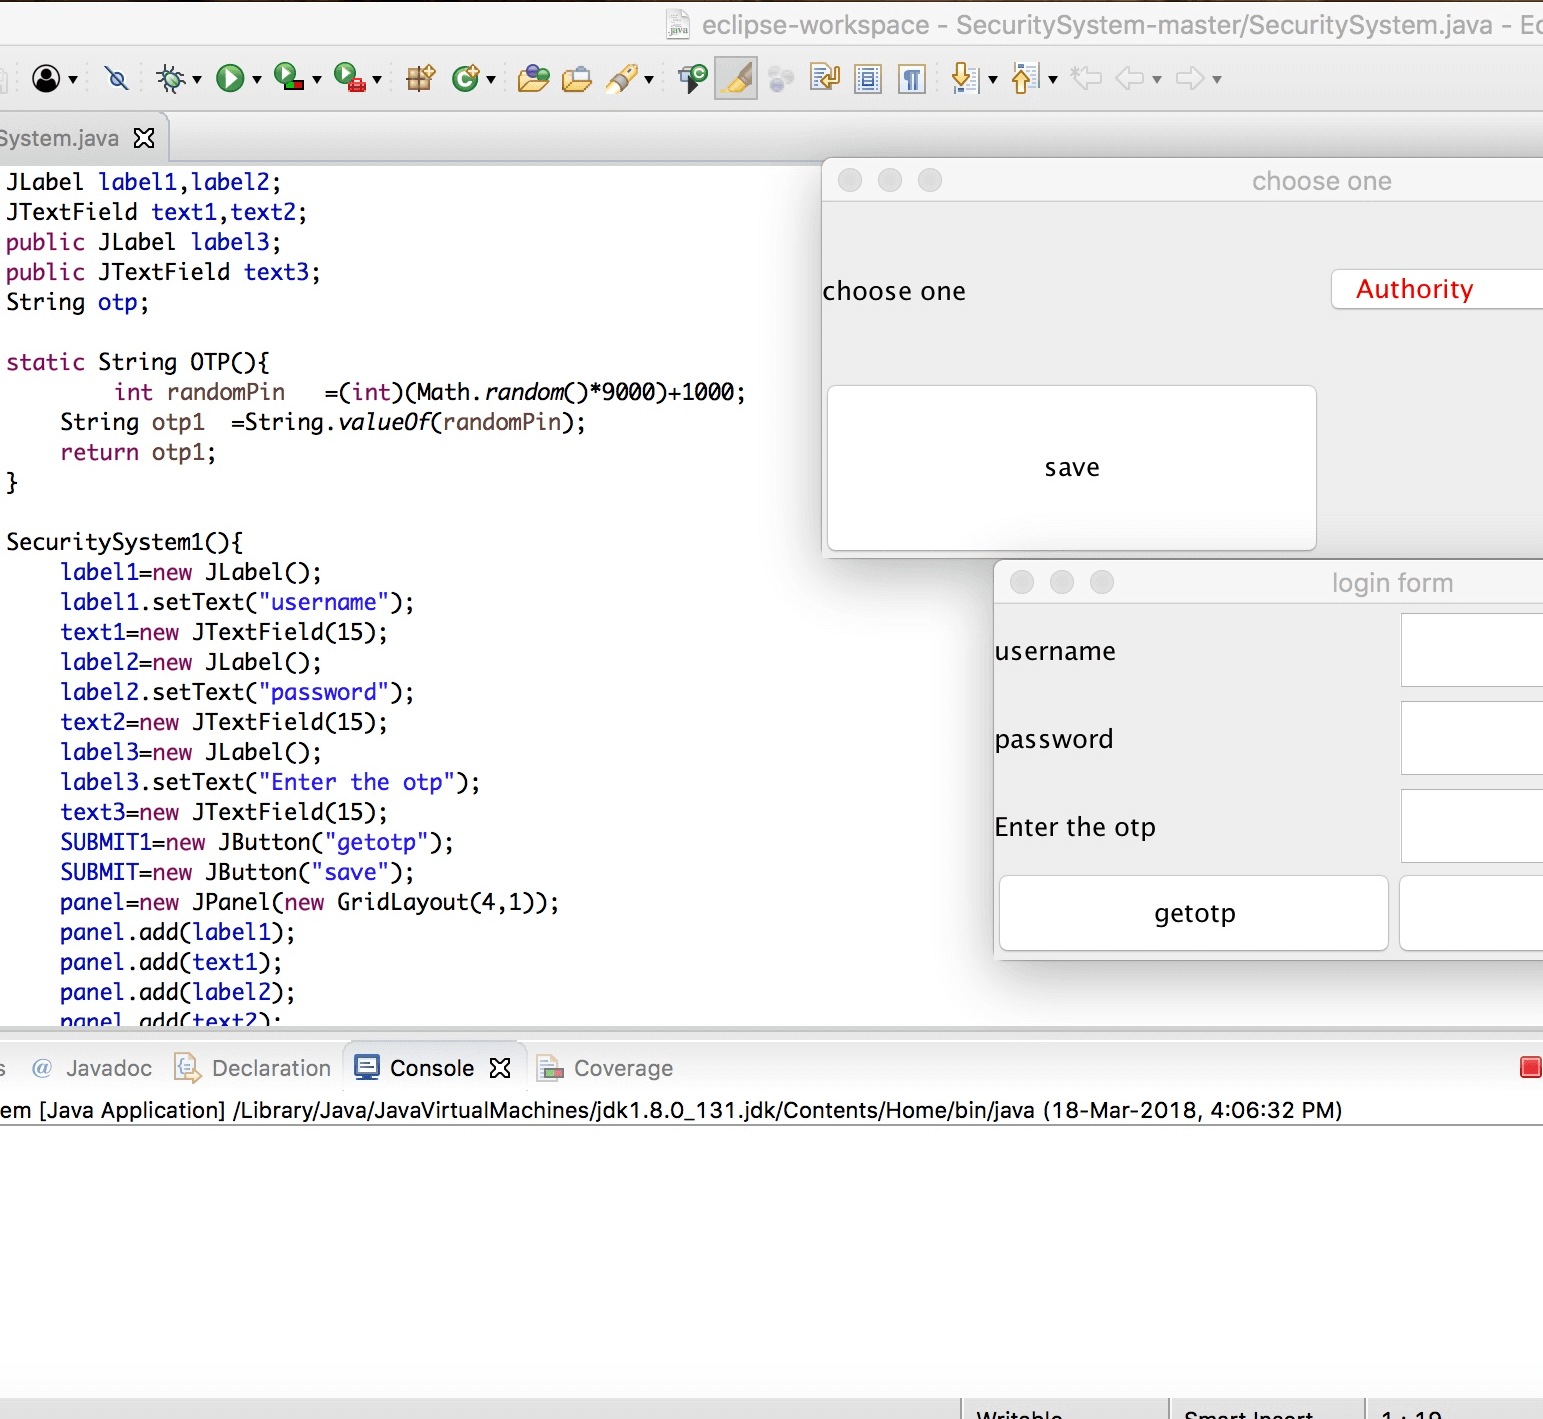 eclipse-workspace - SecuritySystem-master/SecuritySystem.java - Ec
System.java
JLabel label1,label2;
JTextField text1,text2;
public JLabel label3;
public JTextField text3;
String otp;
static String OTP(){
int randomPin   =(int)(Math.random()*9000)+1000;
String otp1  =String.valueOf(randomPin);
return otp1;
}
SecuritySystem1(){
label1=new JLabel();
label1.setText("username");
text1=new JTextField(15);
label2=new JLabel();
label2.setText("password");
text2=new JTextField(15);
label3=new JLabel();
label3.setText("Enter the otp");
text3=new JTextField(15);
SUBMIT1=new JButton("getotp");
SUBMIT=new JButton("save");
panel=new JPanel(new GridLayout(4,1));
panel.add(label1);
panel.add(text1);
panel.add(label2);
panel.add(text2);
choose one
choose one
Authority
save
login form
username
password
Enter the otp
getotp
s @ Javadoc Declaration Console Coverage
em [Java Application] /Library/Java/JavaVirtualMachines/jdk1.8.0_131.jdk/Contents/Home/bin/java (18-Mar-2018, 4:06:32 PM)
Writable Smart Insert 1 : 19